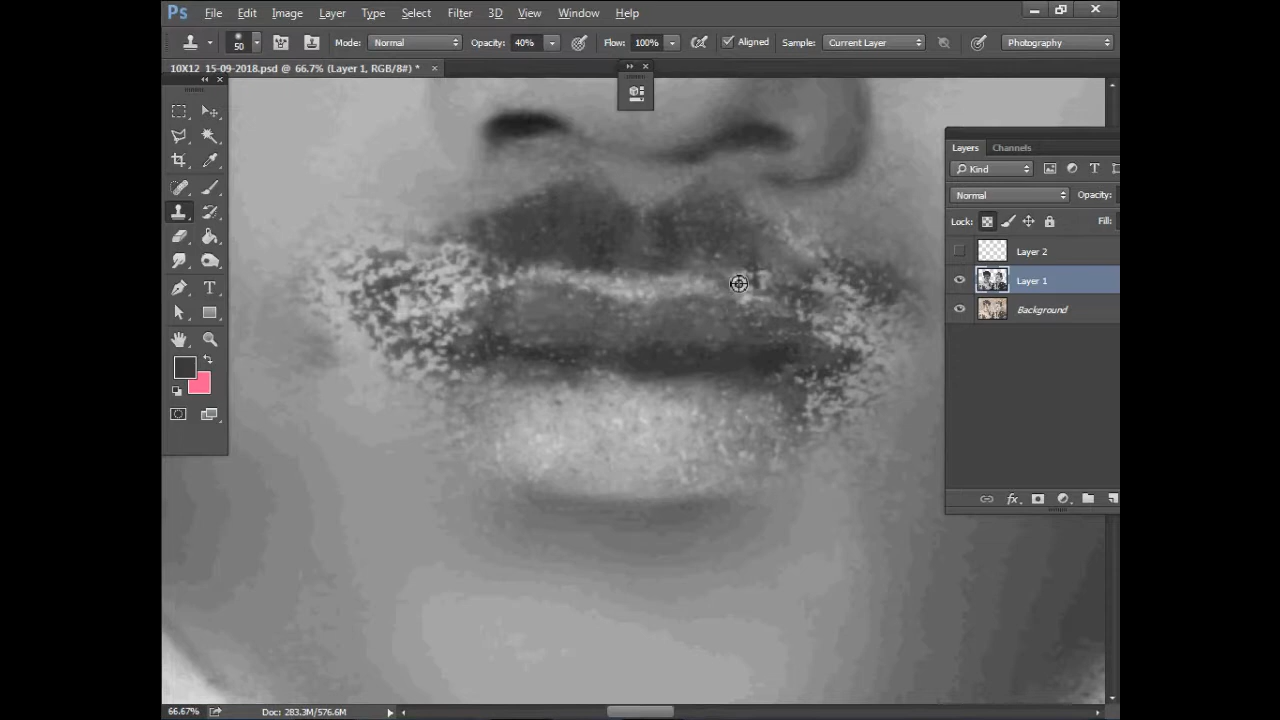 Ps File Edit Image Layer Type Select Filter 3D View Window Help
50 Mode: Normal Opacity: 40% Flow: 100% Aligned Sample: Current Layer Photography
10X12 15-09-2018.psd @ 66.7% (Layer 1, RGB/8#) *
Layers Channels
Kind
Normal Opacity:
Lock: Fill:
Layer 2
Layer 1
Background
fx
66.67% Doc: 283.3M/576.6M